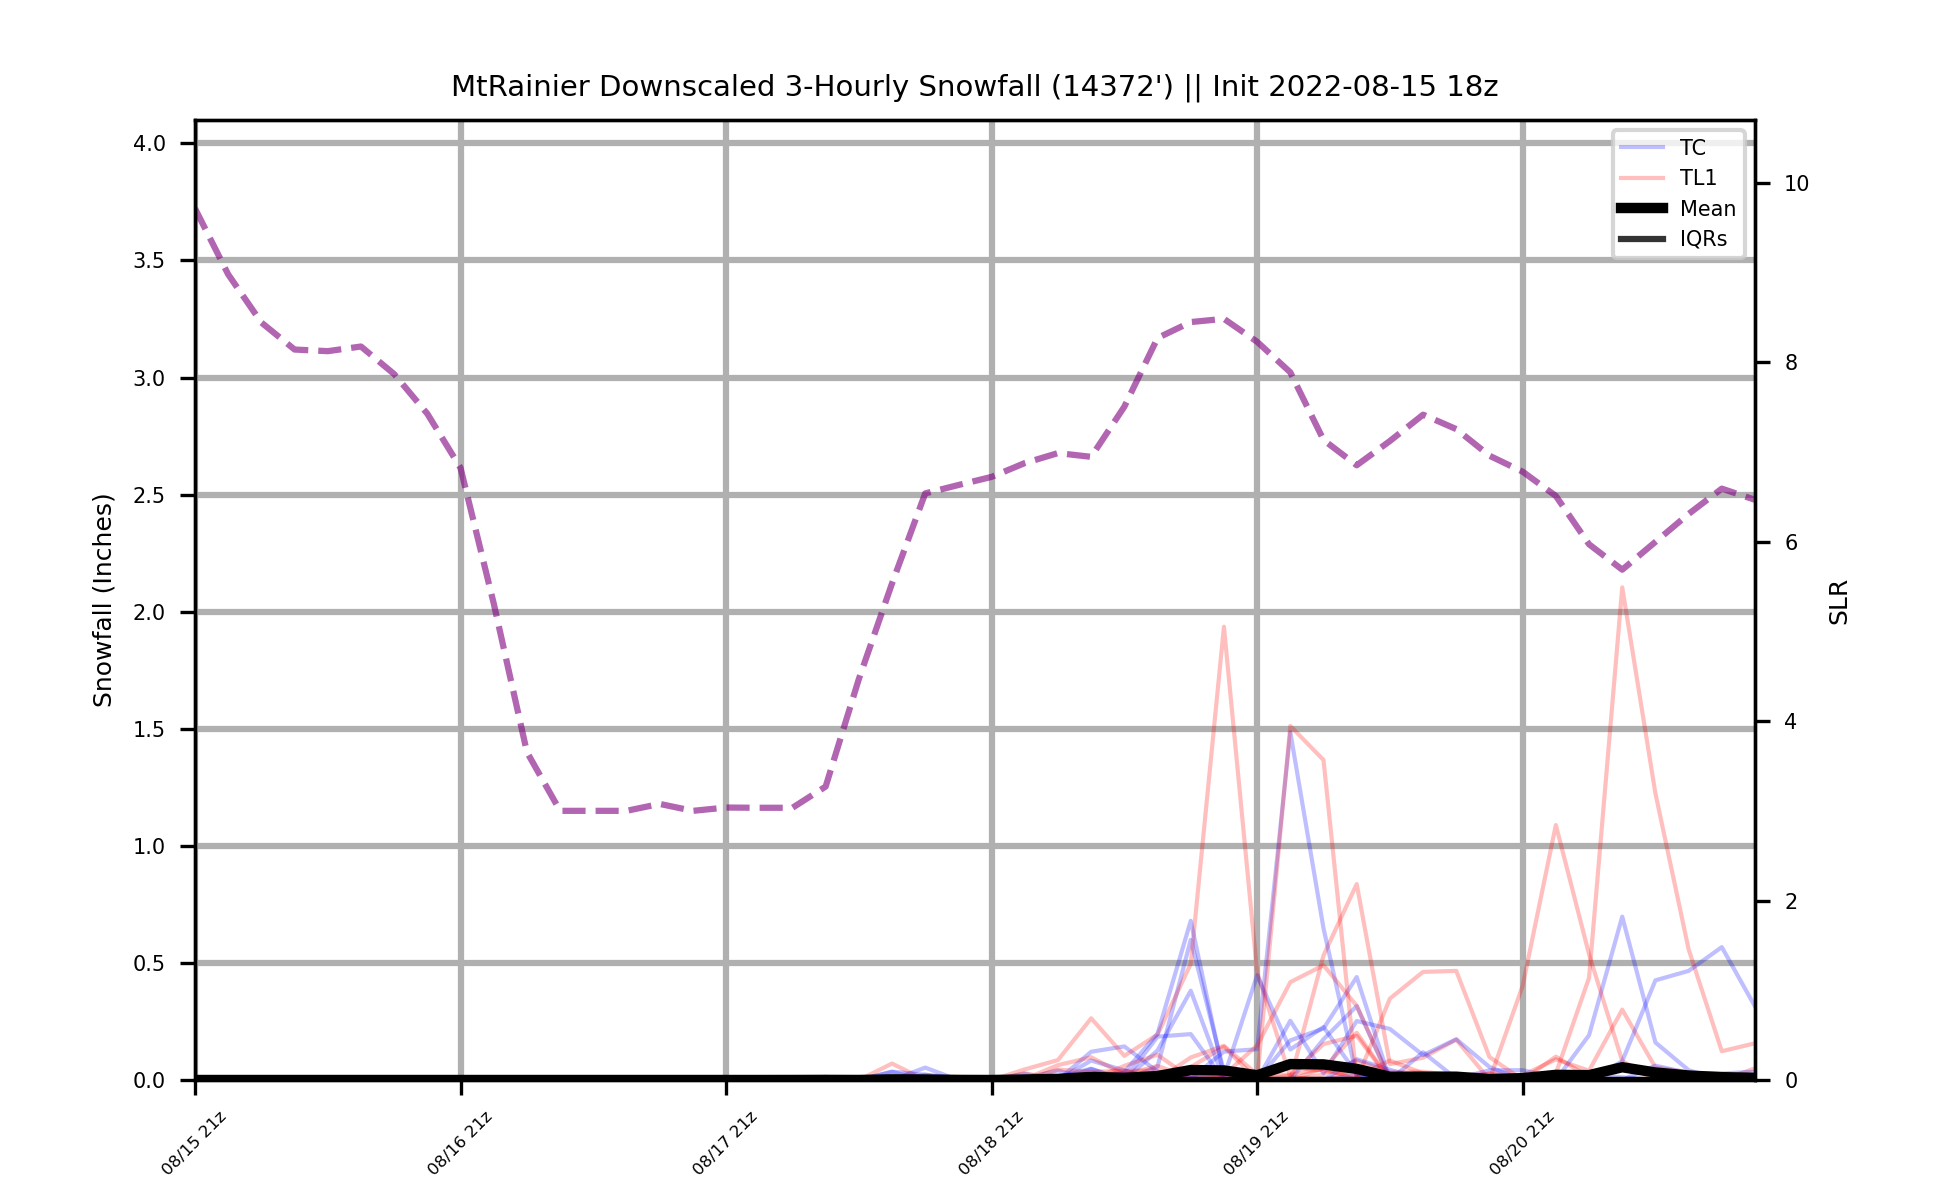 MtRainier Downscaled 3-Hourly Snowfall (14372') || Init 2022-08-15 18z
TC
TL1
Mean
IQRs
Snowfall (Inches)
4.0
3.5
3.0
2.5
2.0
1.5
1.0
0.5
0.0
10
8
6
4
2
0
SLR
08/15 21z
08/16 21z
08/17 21z
08/18 21z
08/19 21z
08/20 21z